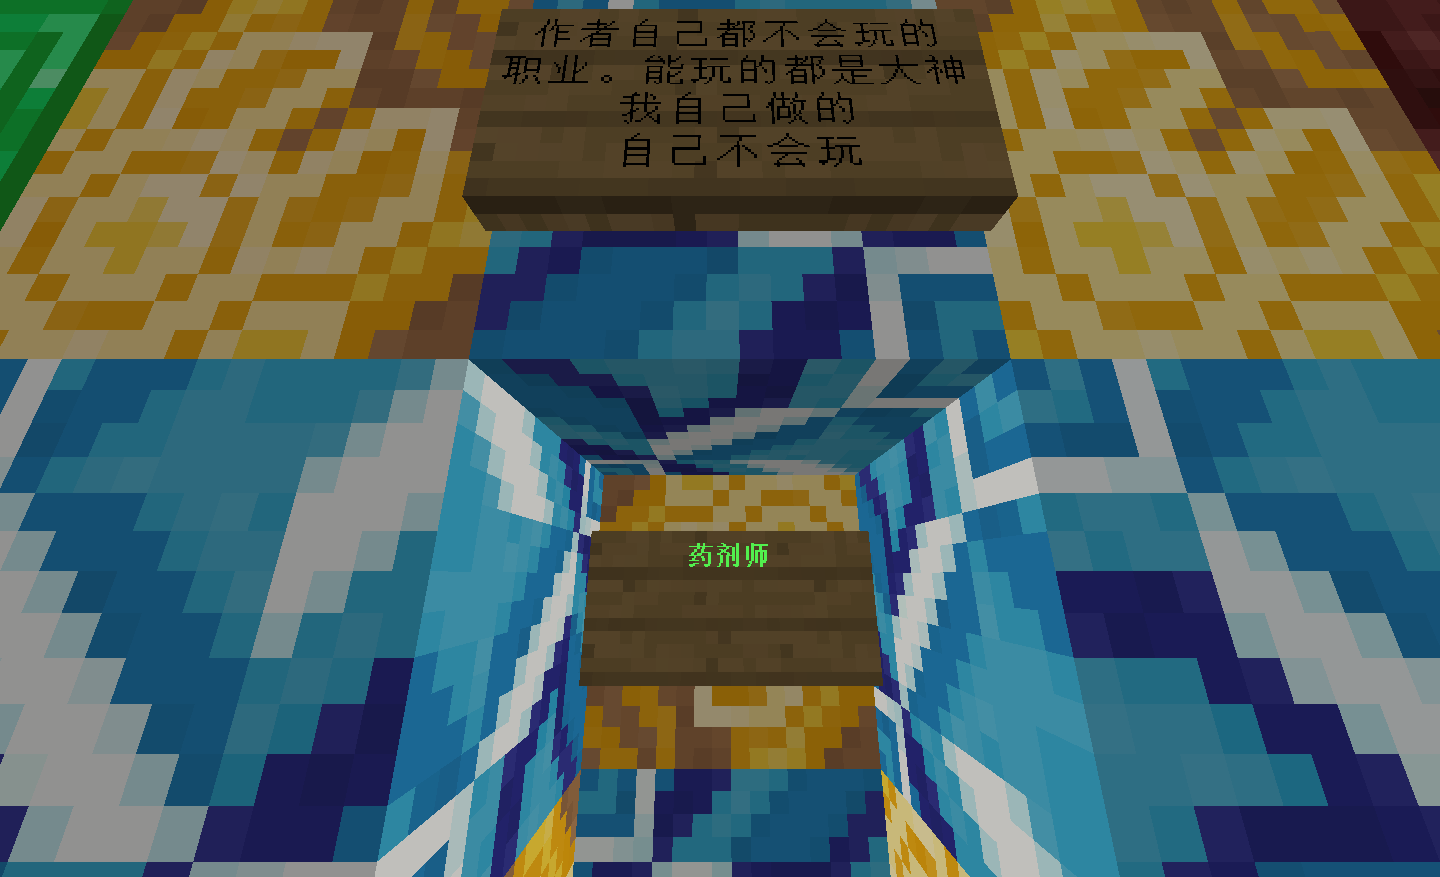 作者自己都不会玩的
职业。能玩的都是大神
我自己做的
自己不会玩
药剂师